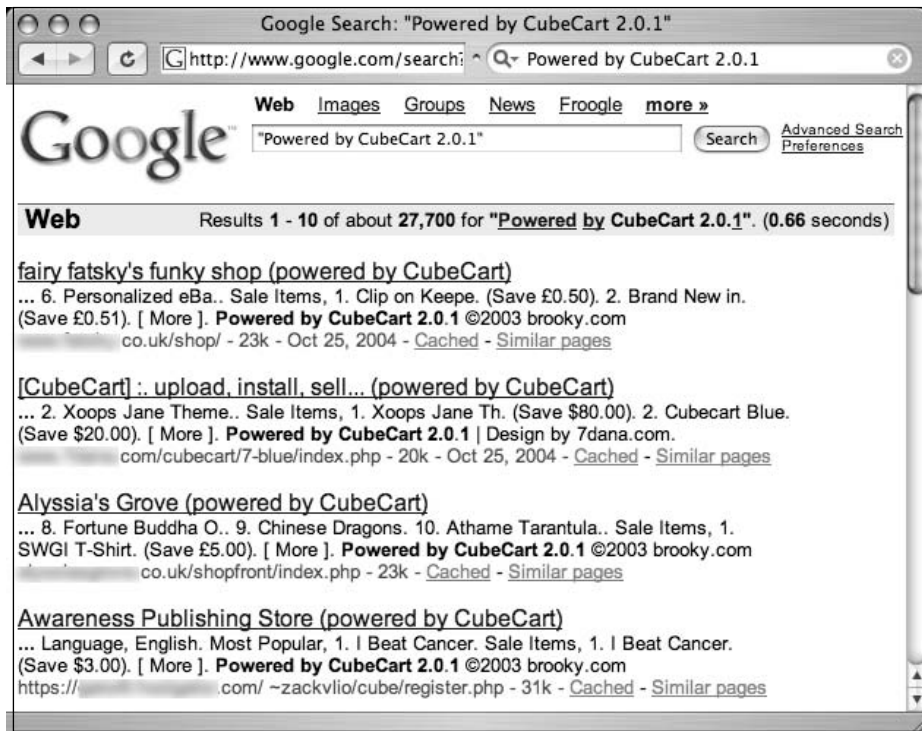 Google Search: "Powered by CubeCart 2.0.1"
G http://www.google.com/search? Q Powered by CubeCart 2.0.1
Web Images Groups News Froogle more »
Google™ "Powered by CubeCart 2.0.1" Search Advanced Search
Preferences
Web Results 1 - 10 of about 27,700 for "Powered by CubeCart 2.0.1". (0.66 seconds)
fairy fatsky's funky shop (powered by CubeCart)
... 6. Personalized eBa.. Sale Items, 1. Clip on Keepe. (Save £0.50). 2. Brand New in.
(Save £0.51). [ More ]. Powered by CubeCart 2.0.1 ©2003 brooky.com
co.uk/shop/ - 23k - Oct 25, 2004 - Cached - Similar pages
[CubeCart] :. upload, install, sell... (powered by CubeCart)
... 2. Xoops Jane Theme.. Sale Items, 1. Xoops Jane Th. (Save $80.00). 2. Cubecart Blue.
(Save $20.00). [ More ]. Powered by CubeCart 2.0.1 | Design by 7dana.com.
com/cubecart/7-blue/index.php - 20k - Oct 25, 2004 - Cached - Similar pages
Alyssia's Grove (powered by CubeCart)
... 8. Fortune Buddha O.. 9. Chinese Dragons. 10. Athame Tarantula.. Sale Items, 1.
SWGI T-Shirt. (Save £5.00). [ More ]. Powered by CubeCart 2.0.1 ©2003 brooky.com
co.uk/shopfront/index.php - 23k - Cached - Similar pages
Awareness Publishing Store (powered by CubeCart)
... Language, English. Most Popular, 1. I Beat Cancer. Sale Items, 1. I Beat Cancer.
(Save $3.00). [ More ]. Powered by CubeCart 2.0.1 ©2003 brooky.com
https:// .com/ ~zackvlio/cube/register.php - 31k - Cached - Similar pages